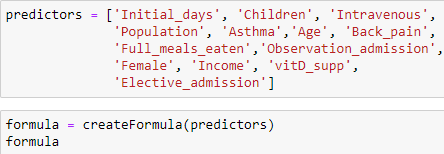 predictors = ['Initial_days', 'Children', 'Intravenous',
'Population', 'Asthma','Age', 'Back_pain',
'Full_meals_eaten','Observation_admission',
'Female', 'Income', 'vitD_supp',
'Elective_admission']
formula = createFormula(predictors)
formula